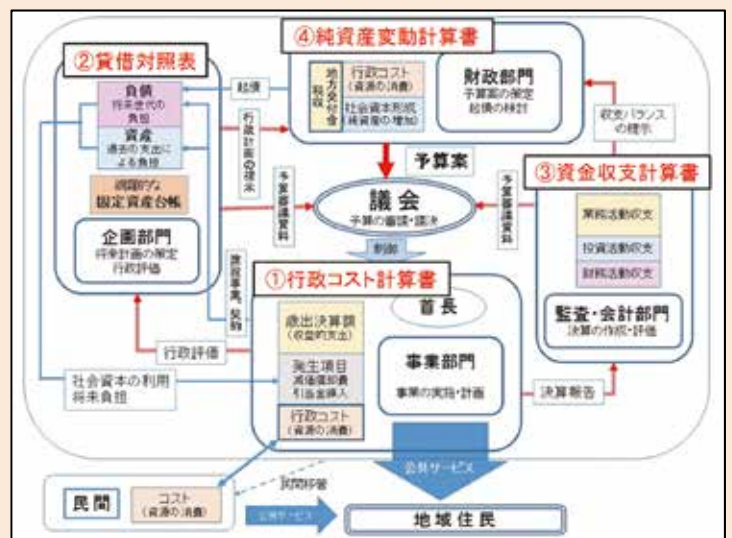 ④純資産変動計算書
地方交付金
税収
行政コスト
(資源の消費)
社会資本形成
(純資産の増加)
財政部門
予算案の策定
起債の検討
②貸借対照表
負債
将来世代の
負担
資産
過去の支出に
よる負担
固定資産台帳
企画部門
将来計画の策定
行政評価
起債
行政計画の提示
予算審議資料
予算案
議会
予算の審議・議決
制御
収支バランス
の提示
③資金収支計算書
業務活動収支
投資活動収支
財務活動収支
監査・会計部門
決算の作成・評価
予算審議資料
①行政コスト計算書
首長
歳出決算額
(収益的支出)
発生項目
減価償却費
引当金繰入
行政コスト
(資源の消費)
事業部門
事業の実施・計画
建設事業、契約
行政評価
社会資本の利用
将来負担
決算報告
公共サービス
民間移管
民間
コスト
(資源の消費)
公共サービス
地域住民